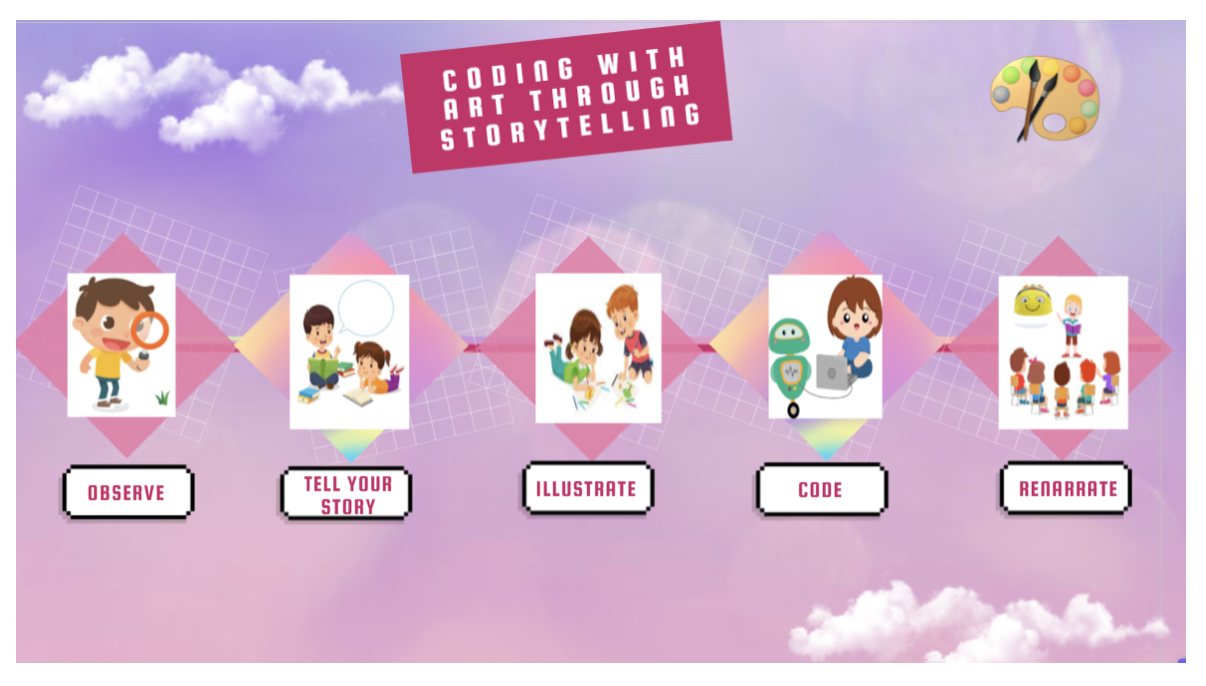 CODING WITH
ART THROUGH
STORYTELLING
OBSERVE
TELL YOUR
STORY
ILLUSTRATE
CODE
RENARRATE